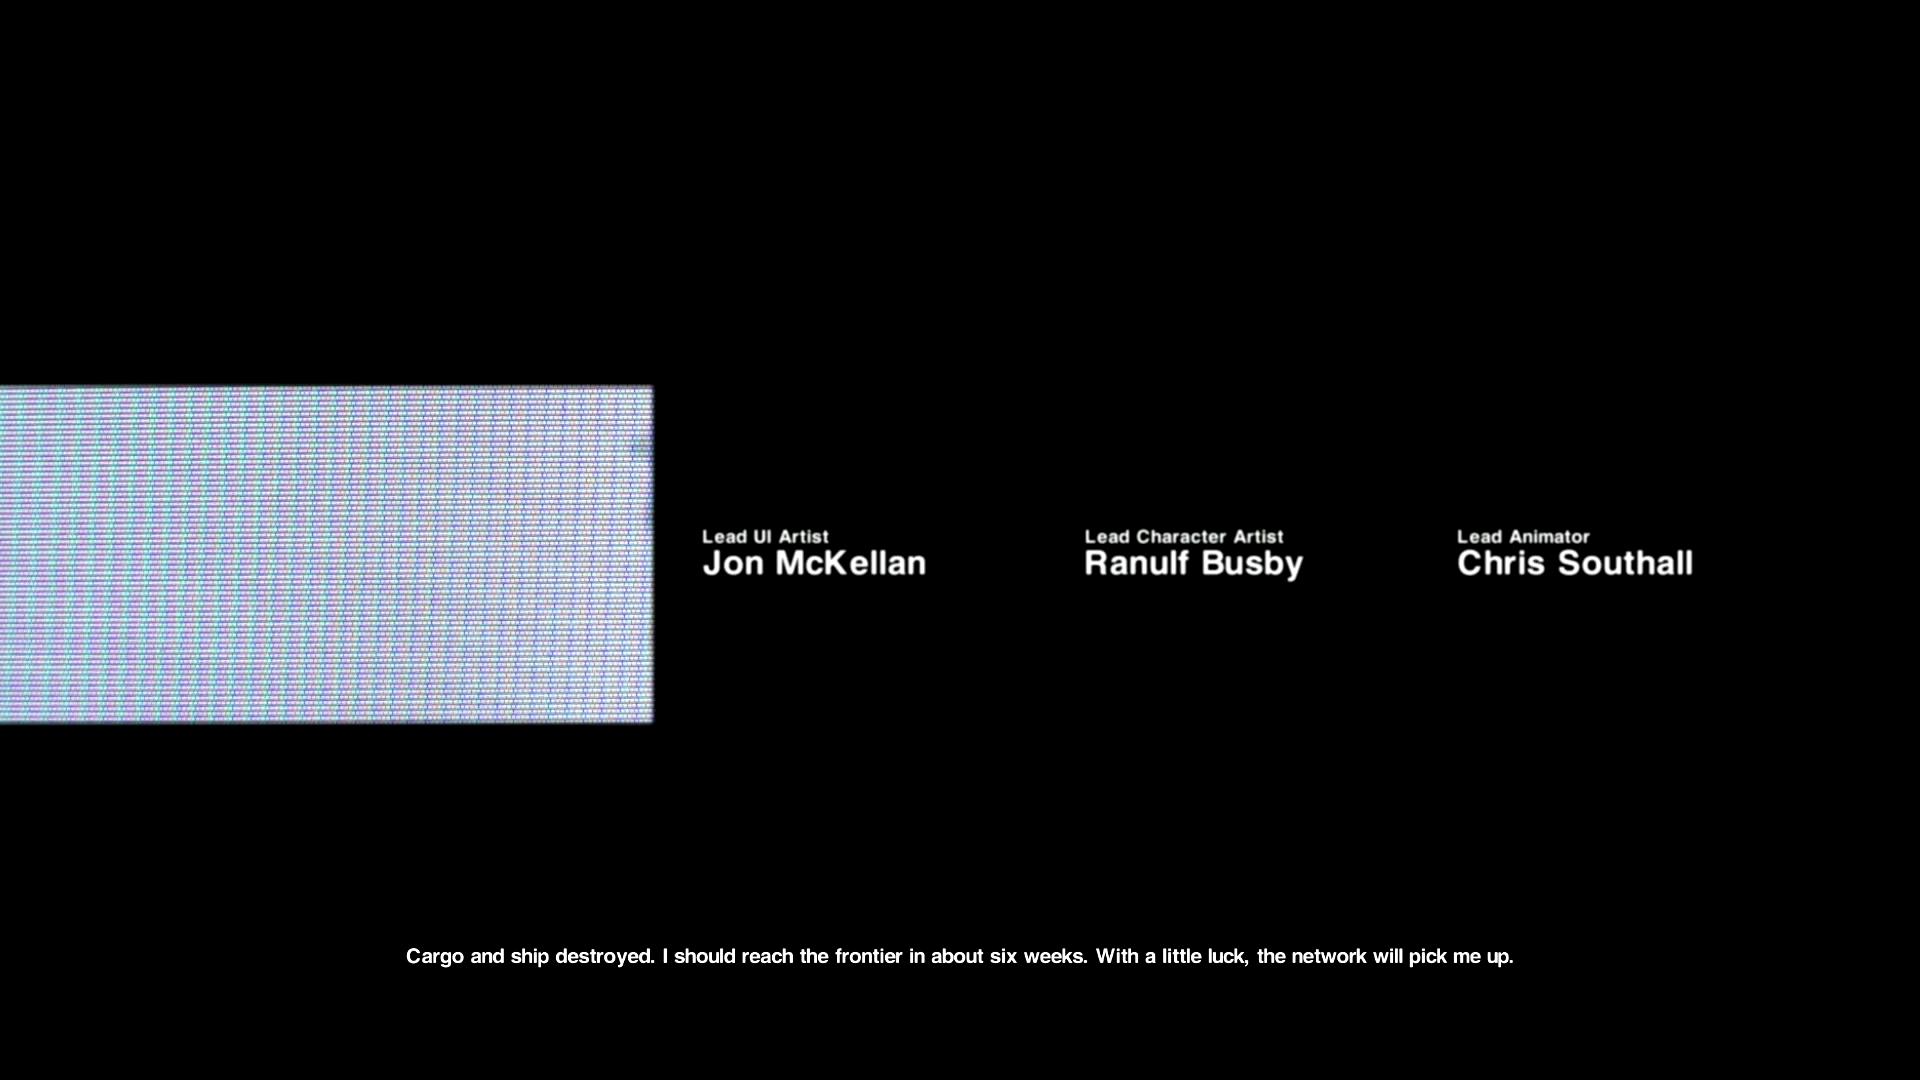 Lead UI Artist
Jon McKellan
Lead Character Artist
Ranulf Busby
Lead Animator
Chris Southall
Cargo and ship destroyed. I should reach the frontier in about six weeks. With a little luck, the network will pick me up.